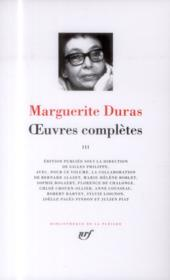 Marguerite Duras
Œuvres complètes
III
ÉDITION PUBLIÉE SOUS LA DIRECTION
DE GILLES PHILIPPE,
AVEC, POUR CE VOLUME, LA COLLABORATION
DE BERNARD ALAZET, MARIE-HÉLÈNE BOBLET,
SOPHIE BOGAERT, FLORENCE DE CHALONGE,
CHLOÉ CHOUEN-OLLIER, ANNE COUSSEAU,
ROBERT HARVEY, SYLVIE LOIGNON,
JOËLLE PAGÈS-PINDON ET JULIEN PIAT
BIBLIOTHÈQUE DE LA PLÉIADE
nrf